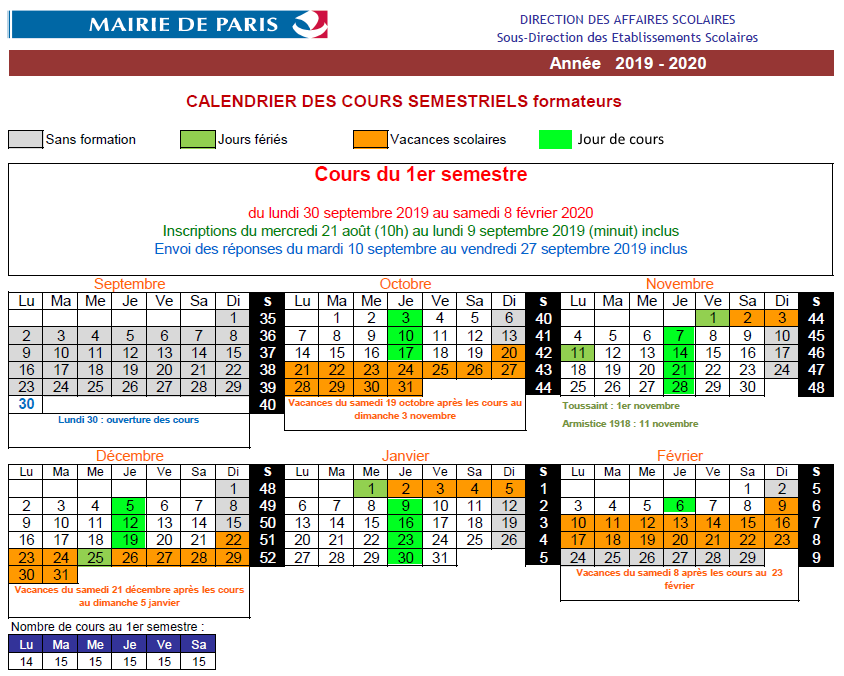 MAIRIE DE PARIS
DIRECTION DES AFFAIRES SCOLAIRES
Sous-Direction des Etablissements Scolaires
Année 2019 - 2020
CALENDRIER DES COURS SEMESTRIELS formateurs
Sans formation Jours fériés Vacances scolaires Jour de cours
Cours du 1er semestre
du lundi 30 septembre 2019 au samedi 8 février 2020
Inscriptions du mercredi 21 août (10h) au lundi 9 septembre 2019 (minuit) inclus
Envoi des réponses du mardi 10 septembre au vendredi 27 septembre 2019 inclus
Septembre
Lu Ma Me Je Ve Sa Di S
1 35
2 3 4 5 6 7 8 36
9 10 11 12 13 14 15 37
16 17 18 19 20 21 22 38
23 24 25 26 27 28 29 39
30 40
Lundi 30 : ouverture des cours
Octobre
Lu Ma Me Je Ve Sa Di S
1 2 3 4 5 6 40
7 8 9 10 11 12 13 41
14 15 16 17 18 19 20 42
21 22 23 24 25 26 27 43
28 29 30 31 44
Vacances du samedi 19 octobre après les cours au
dimanche 3 novembre
Novembre
Lu Ma Me Je Ve Sa Di S
1 2 3 44
4 5 6 7 8 9 10 45
11 12 13 14 15 16 17 46
18 19 20 21 22 23 24 47
25 26 27 28 29 30 48
Toussaint : 1er novembre
Armistice 1918 : 11 novembre
Décembre
Lu Ma Me Je Ve Sa Di S
1 48
2 3 4 5 6 7 8 49
9 10 11 12 13 14 15 50
16 17 18 19 20 21 22 51
23 24 25 26 27 28 29 52
30 31
Vacances du samedi 21 décembre après les cours
au dimanche 5 janvier
Janvier
Lu Ma Me Je Ve Sa Di S
1 2 3 4 5 1
6 7 8 9 10 11 12 2
13 14 15 16 17 18 19 3
20 21 22 23 24 25 26 4
27 28 29 30 31 5
Février
Lu Ma Me Je Ve Sa Di S
1 2 5
3 4 5 6 7 8 9 6
10 11 12 13 14 15 16 7
17 18 19 20 21 22 23 8
24 25 26 27 28 29 9
Vacances du samedi 8 après les cours au 23
février
Nombre de cours au 1er semestre :
Lu Ma Me Je Ve Sa
14 15 15 15 15 15